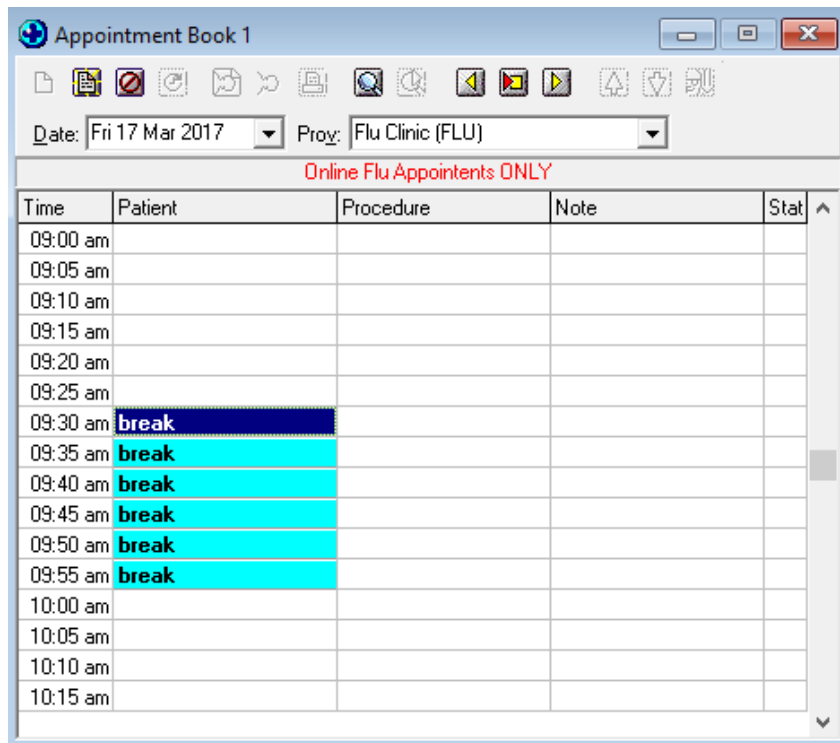 Appointment Book 1
Date: Fri 17 Mar 2017 Prov: Flu Clinic (FLU)
Online Flu Appointents ONLY
Time Patient Procedure Note Stat
09:00 am
09:05 am
09:10 am
09:15 am
09:20 am
09:25 am
09:30 am break
09:35 am break
09:40 am break
09:45 am break
09:50 am break
09:55 am break
10:00 am
10:05 am
10:10 am
10:15 am